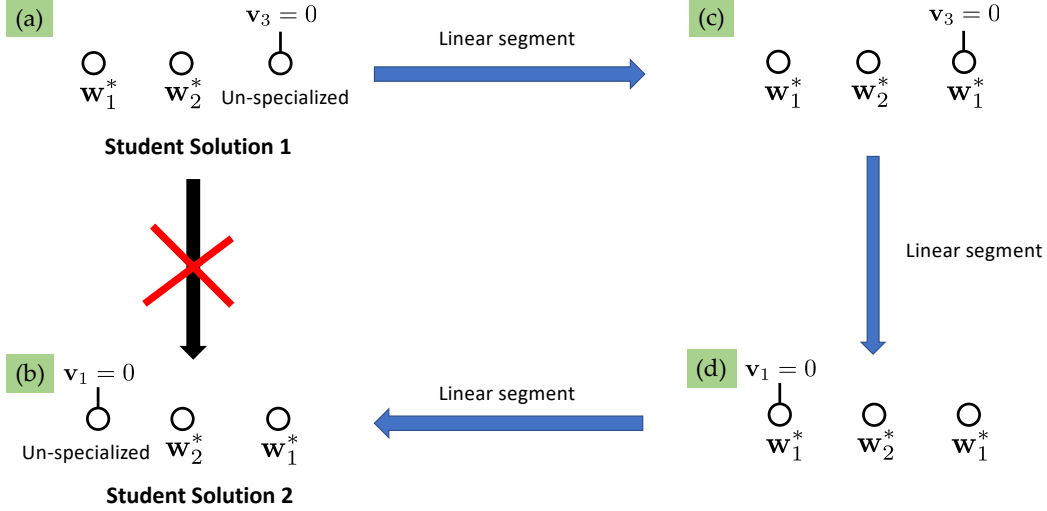 (a)
v₃ = 0
w₁* w₂* Un-specialized
Student Solution 1
Linear segment
(c)
v₃ = 0
w₁* w₂* w₁*
Linear segment
(b)
v₁ = 0
Un-specialized w₂* w₁*
Student Solution 2
Linear segment
(d)
v₁ = 0
w₁* w₂* w₁*